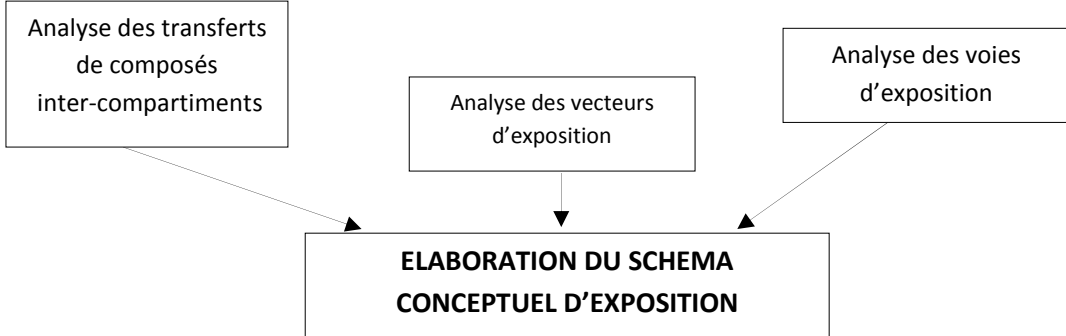 Analyse des transferts
de composés
inter-compartiments
Analyse des vecteurs
d’exposition
Analyse des voies
d’exposition
ELABORATION DU SCHEMA
CONCEPTUEL D’EXPOSITION